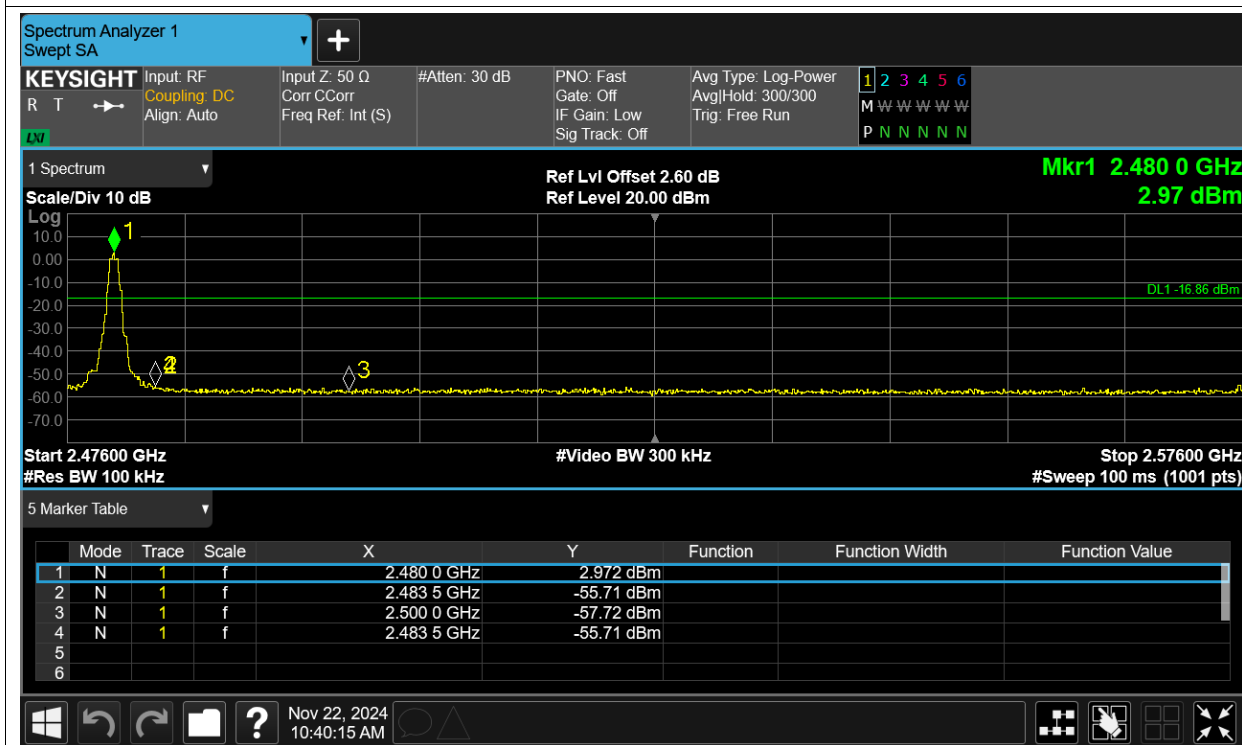 Spectrum Analyzer 1
Swept SA
+
KEYSIGHT
R T
LXI
Input: RF
Coupling: DC
Align: Auto
Input Z: 50 Ω
Corr CCorr
Freq Ref: Int (S)
#Atten: 30 dB
PNO: Fast
Gate: Off
IF Gain: Low
Sig Track: Off
Avg Type: Log-Power
Avg|Hold: 300/300
Trig: Free Run
1 2 3 4 5 6
M W W W W W
P N N N N N
1 Spectrum
Scale/Div 10 dB
Ref Lvl Offset 2.60 dB
Ref Level 20.00 dBm
Mkr1 2.480 0 GHz
2.97 dBm
Log
10.0
0.00
-10.0
-20.0
-30.0
-40.0
-50.0
-60.0
-70.0
1
3
DL1 -16.86 dBm
Start 2.47600 GHz
#Video BW 300 kHz
Stop 2.57600 GHz
#Res BW 100 kHz
#Sweep 100 ms (1001 pts)
5 Marker Table
Mode Trace Scale X Y Function Function Width Function Value
1 N 1 f 2.480 0 GHz 2.972 dBm
2 N 1 f 2.483 5 GHz -55.71 dBm
3 N 1 f 2.500 0 GHz -57.72 dBm
4 N 1 f 2.483 5 GHz -55.71 dBm
5
6
?
Nov 22, 2024
10:40:15 AM